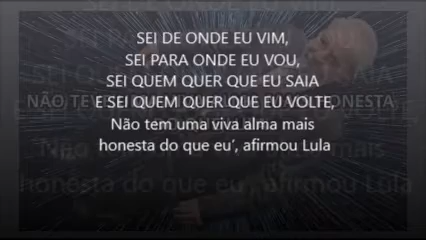 SEI DE ONDE EU VIM,
SEI PARA ONDE EU VOU,
SEI QUEM QUER QUE EU SAIA
E SEI QUEM QUER QUE EU VOLTE,
Não tem uma viva alma mais
honesta do que eu´, afirmou Lula